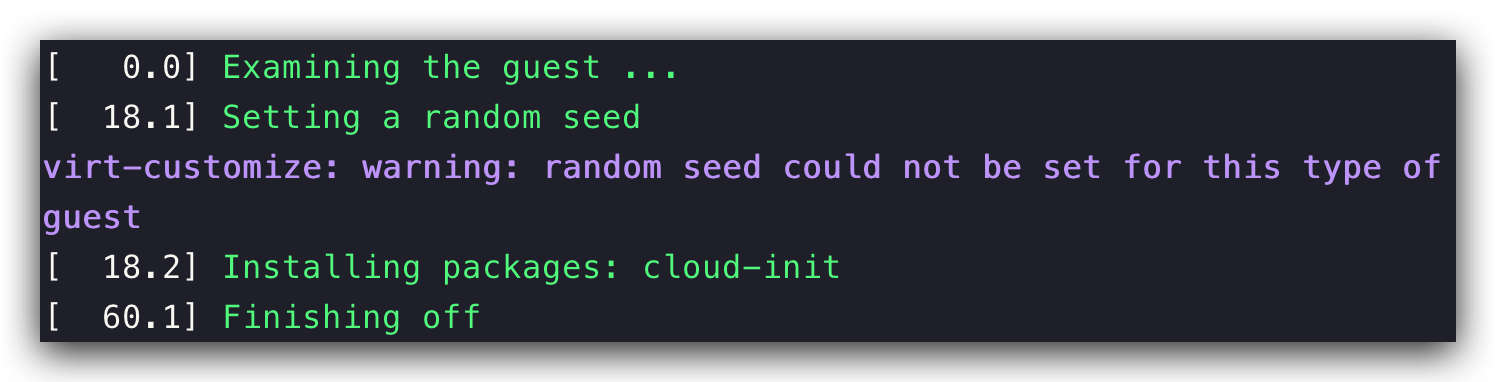 [   0.0] Examining the guest ...
[  18.1] Setting a random seed
virt-customize: warning: random seed could not be set for this type of
guest
[  18.2] Installing packages: cloud-init
[  60.1] Finishing off